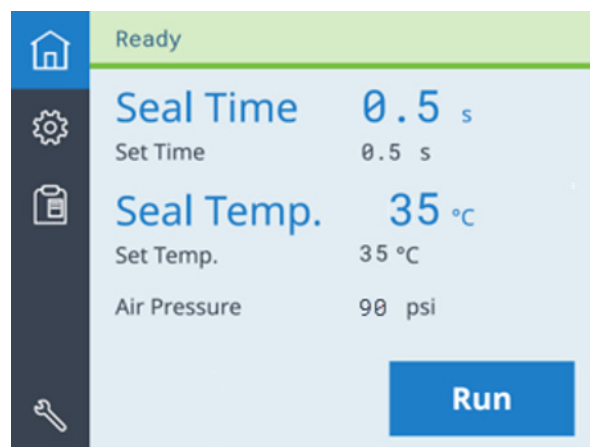 Ready
Seal Time 0.5 s
Set Time 0.5 s
Seal Temp. 35 °C
Set Temp. 35 °C
Air Pressure 90 psi
Run